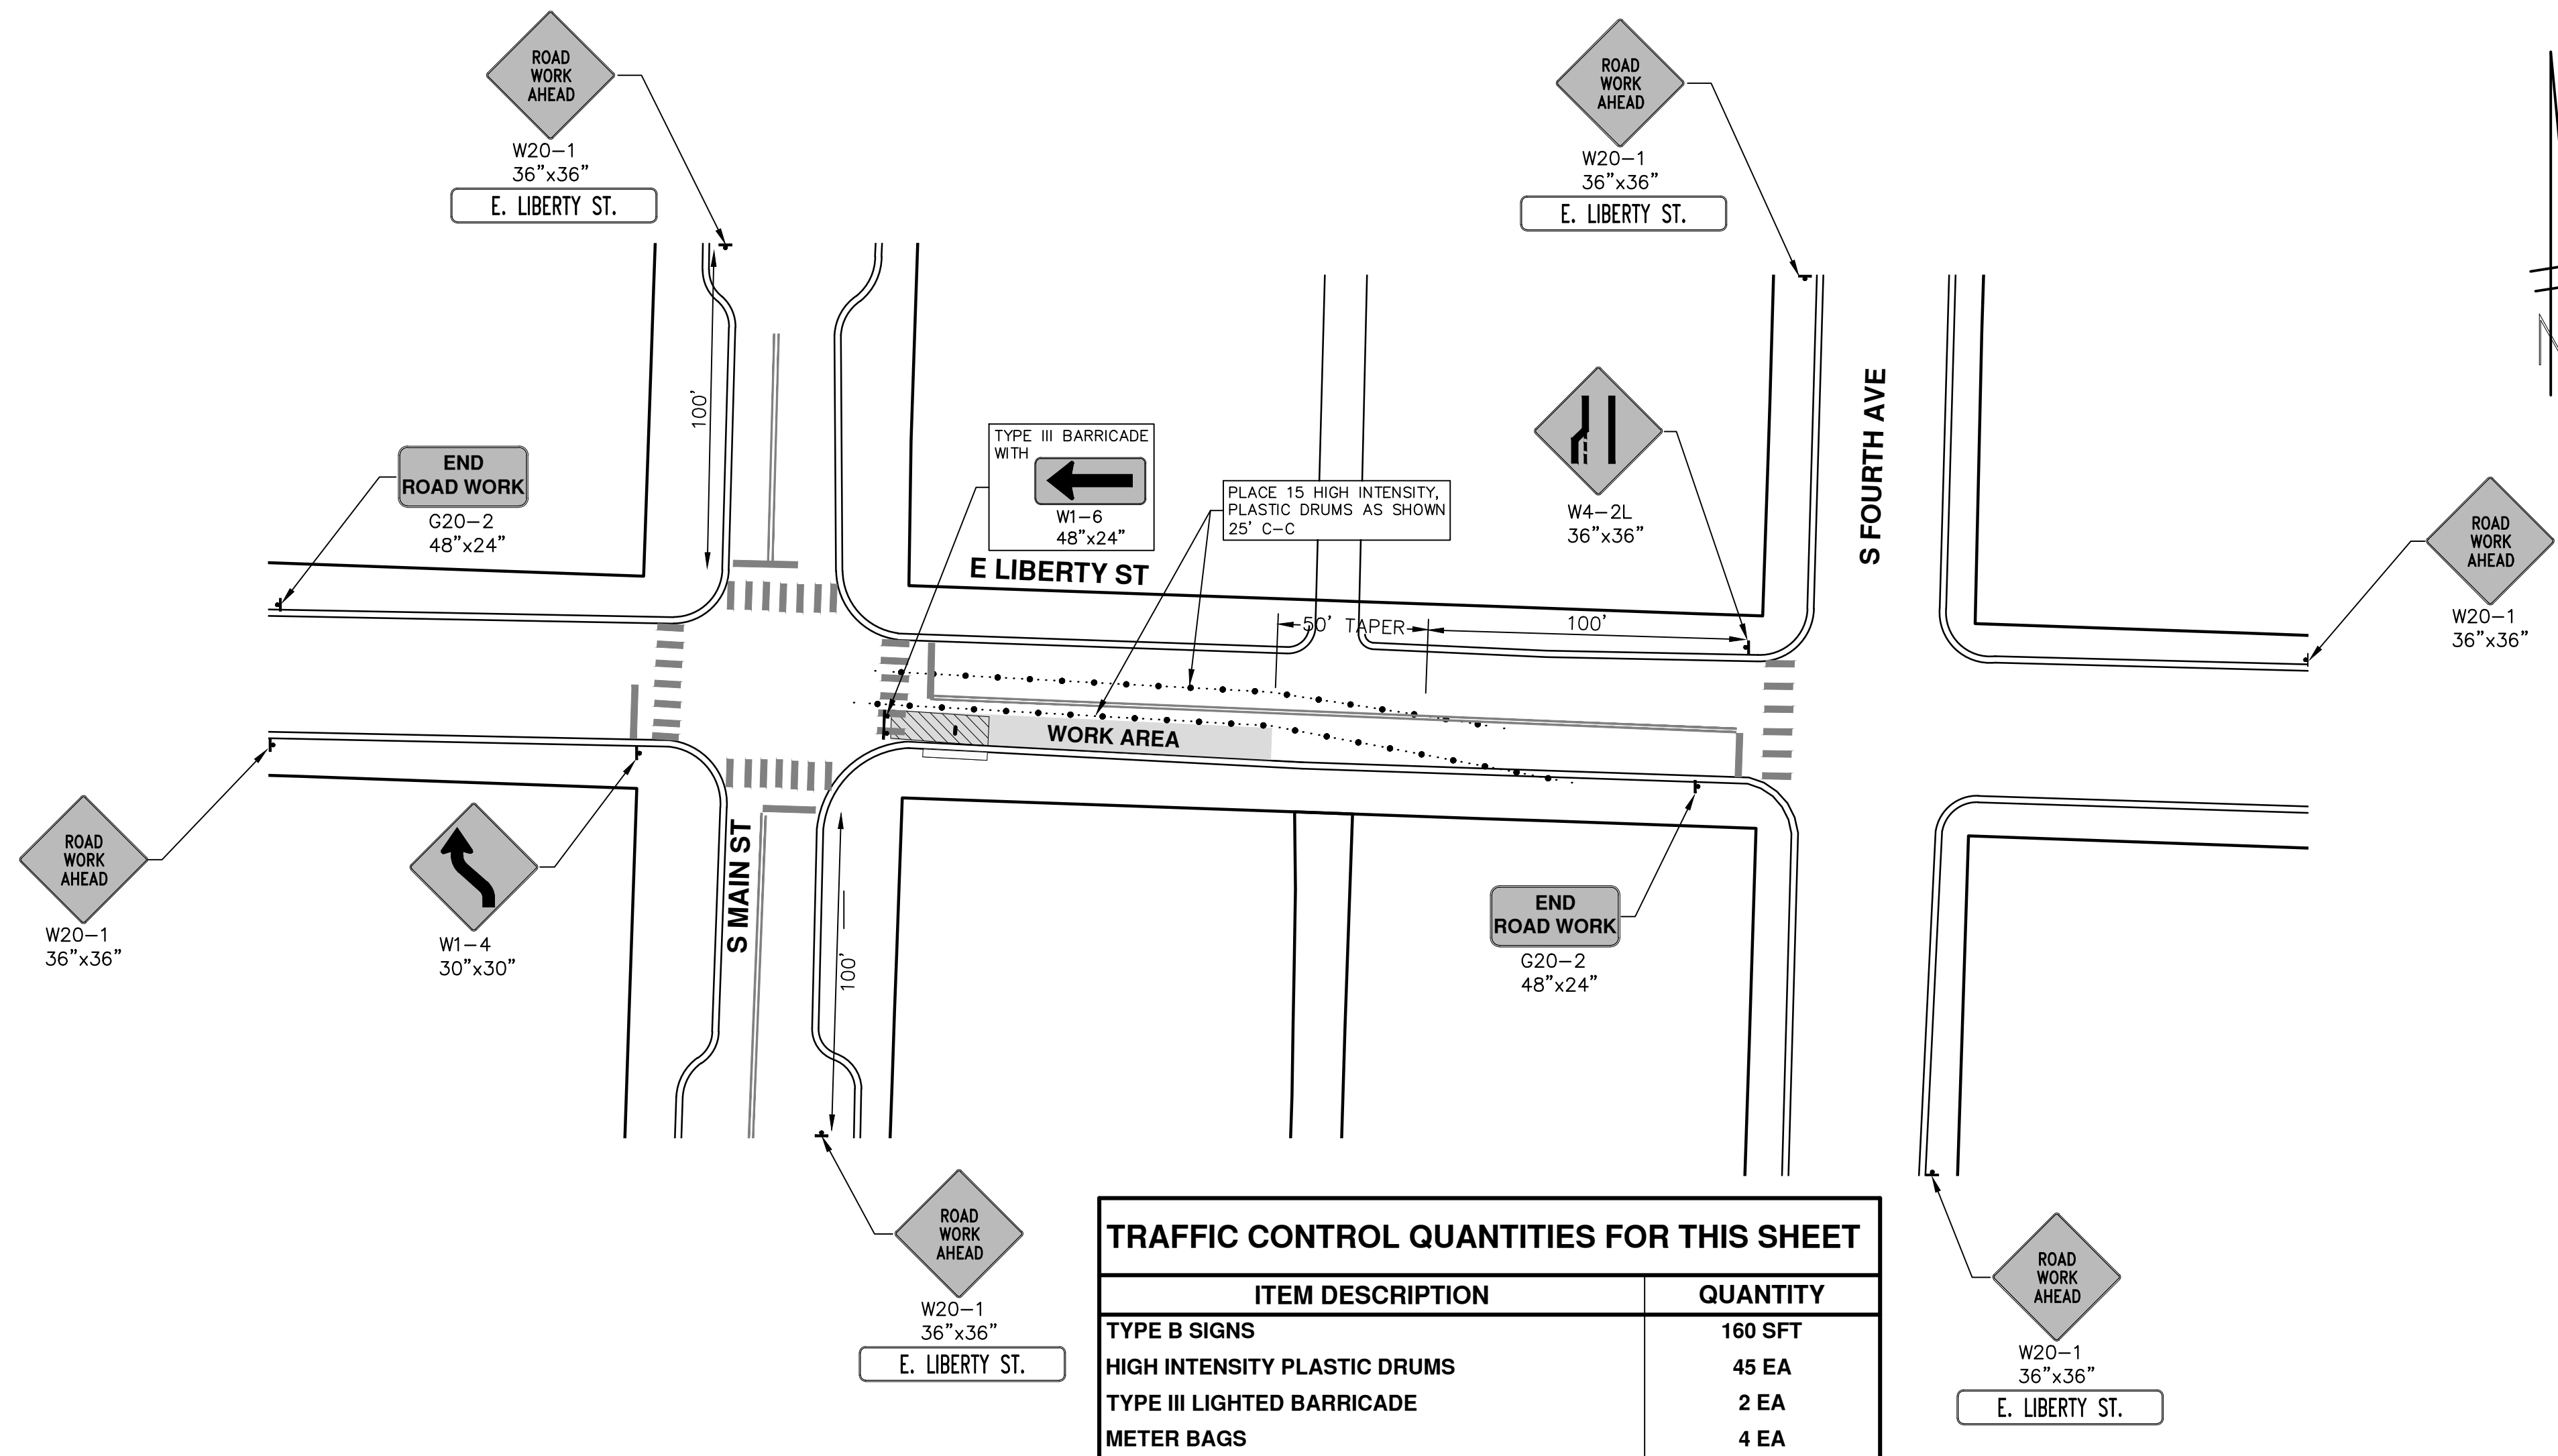 ROAD
WORK
AHEAD
W20-1
36"x36"
E. LIBERTY ST.
ROAD
WORK
AHEAD
W20-1
36"x36"
E. LIBERTY ST.
100'
END
ROAD WORK
G20-2
48"x24"
TYPE III BARRICADE
WITH
W1-6
48"x24"
PLACE 15 HIGH INTENSITY,
PLASTIC DRUMS AS SHOWN
25' C-C
W4-2L
36"x36"
S FOURTH AVE
ROAD
WORK
AHEAD
W20-1
36"x36"
E LIBERTY ST
50' TAPER
100'
WORK AREA
ROAD
WORK
AHEAD
W20-1
36"x36"
W1-4
30"x30"
S MAIN ST
100'
END
ROAD WORK
G20-2
48"x24"
ROAD
WORK
AHEAD
W20-1
36"x36"
E. LIBERTY ST.
ROAD
WORK
AHEAD
W20-1
36"x36"
E. LIBERTY ST.
TRAFFIC CONTROL QUANTITIES FOR THIS SHEET
ITEM DESCRIPTION QUANTITY
TYPE B SIGNS 160 SFT
HIGH INTENSITY PLASTIC DRUMS 45 EA
TYPE III LIGHTED BARRICADE 2 EA
METER BAGS 4 EA